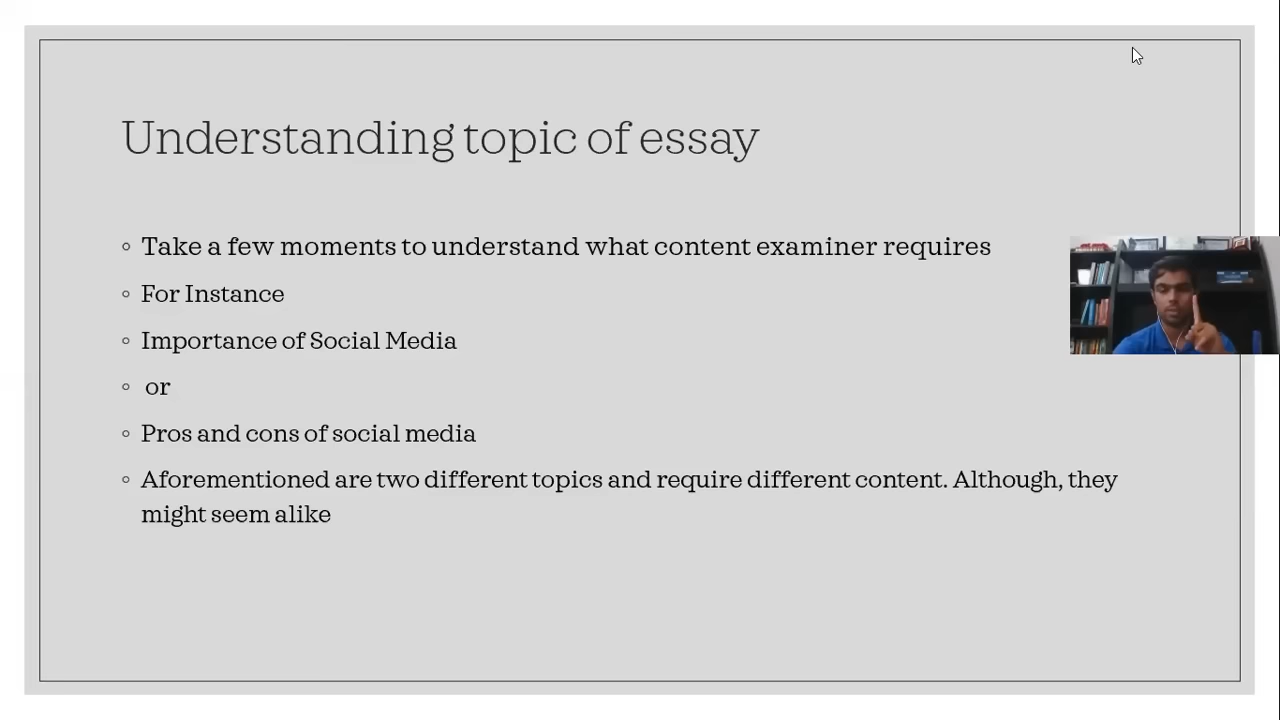 Understanding topic of essay
Take a few moments to understand what content examiner requires
For Instance
Importance of Social Media
or
Pros and cons of social media
Aforementioned are two different topics and require different content. Although, they
might seem alike